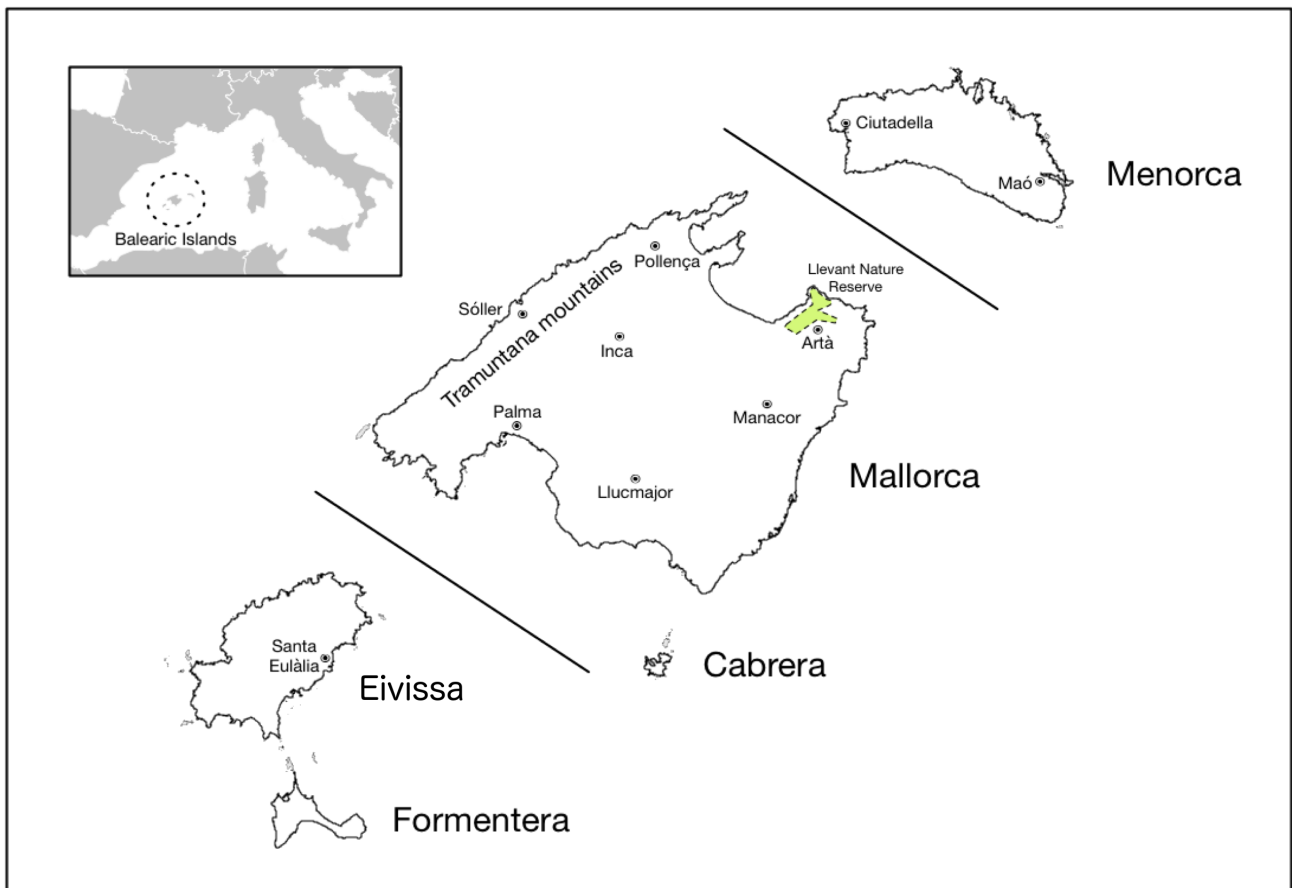 Balearic Islands
Ciutadella
Maó
Menorca
Pollença
Llevant Nature
Reserve
Sóller
Tramuntana mountains
Inca
Artà
Palma
Manacor
Llucmajor
Mallorca
Santa
Eulàlia
Eivissa
Cabrera
Formentera